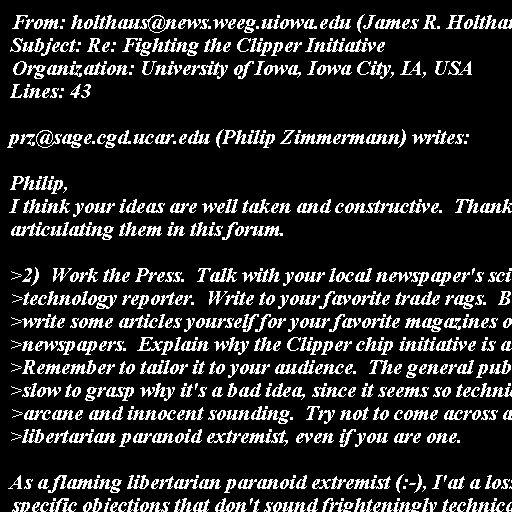 From: holthaus@news.weeg.uiowa.edu (James R. Holthau
Subject: Re: Fighting the Clipper Initiative
Organization: University of Iowa, Iowa City, IA, USA
Lines: 43

prz@sage.cgd.ucar.edu (Philip Zimmermann) writes:

Philip,
I think your ideas are well taken and constructive.  Thank
articulating them in this forum.

>2)  Work the Press.  Talk with your local newspaper's sci
>technology reporter.  Write to your favorite trade rags.  B
>write some articles yourself for your favorite magazines o
>newspapers.  Explain why the Clipper chip initiative is a
>Remember to tailor it to your audience.  The general pub
>slow to grasp why it's a bad idea, since it seems so techni
>arcane and innocent sounding.  Try not to come across a
>libertarian paranoid extremist, even if you are one.

As a flaming libertarian paranoid extremist (:-), I'at a los
specific objections that don't sound frighteningly technica